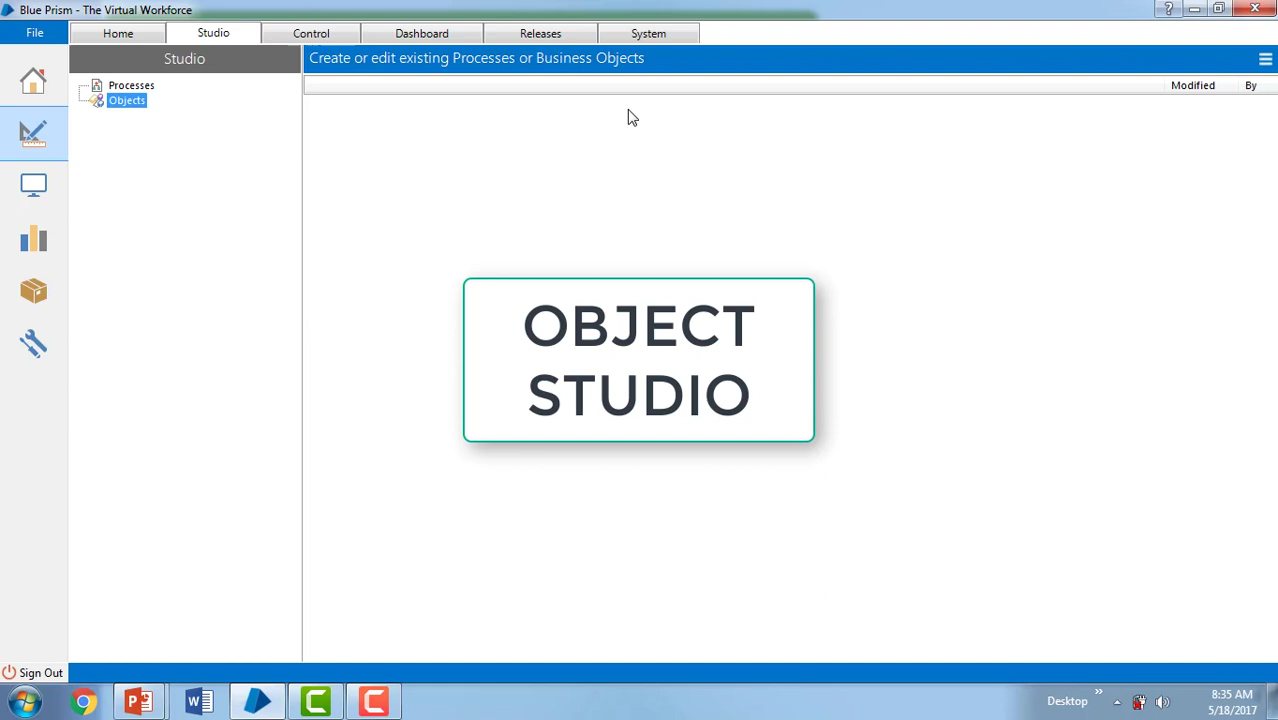 Blue Prism - The Virtual Workforce
?
File
Home
Studio
Control
Dashboard
Releases
System
Studio
Create or edit existing Processes or Business Objects
Processes
Objects
Modified
By
OBJECT
STUDIO
Sign Out
Desktop
8:35 AM
5/18/2017